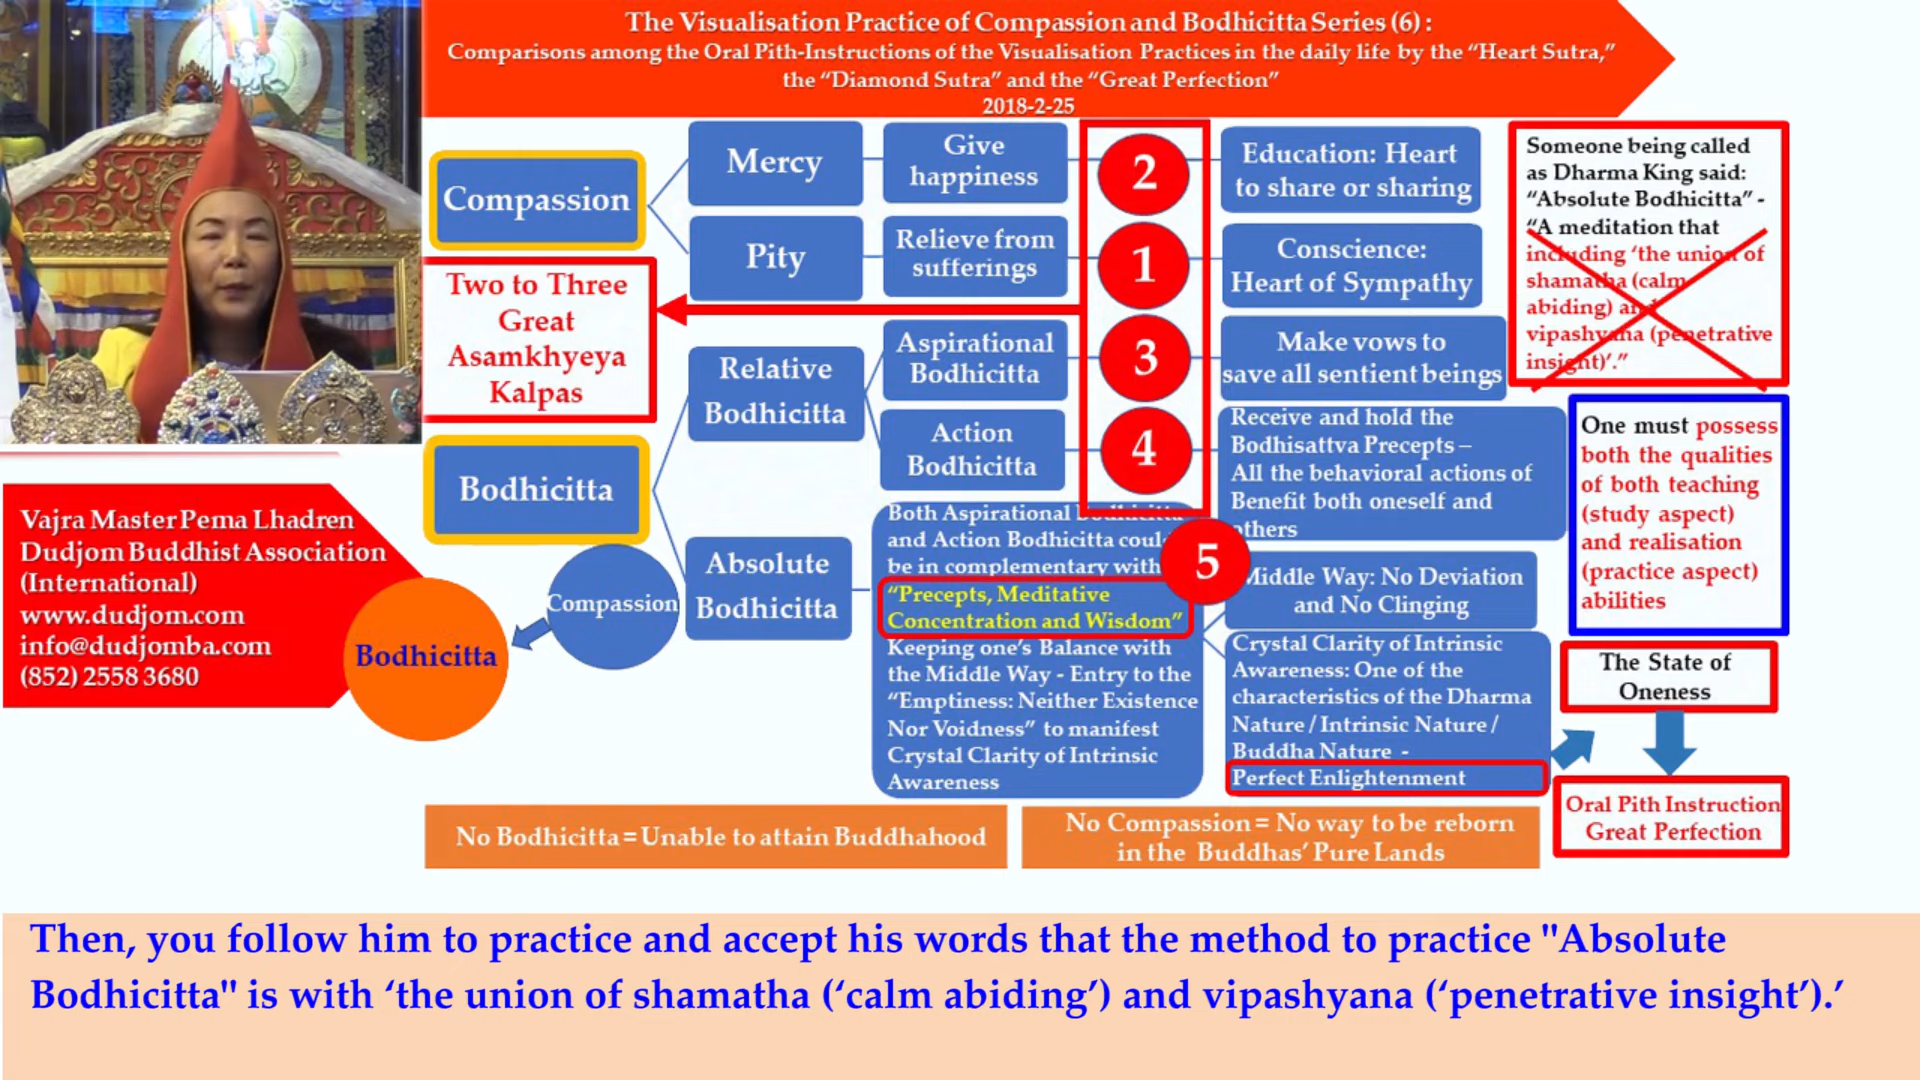 The Visualisation Practice of Compassion and Bodhicitta Series (6) :
Comparisons among the Oral Pith-Instructions of the Visualisation Practices in the daily life by the “Heart Sutra,”
the “Diamond Sutra” and the “Great Perfection”
2018-2-25
Compassion
Mercy
Give
happiness
2
Education: Heart
to share or sharing
Pity
Relieve from
sufferings
1
Conscience:
Heart of Sympathy
Someone being called
as Dharma King said:
“Absolute Bodhicitta” -
“A meditation that
including ‘the union of
shamatha (calm
abiding) and
vipashyana (penetrative
insight)’.”
Two to Three
Great
Asamkhyeya
Kalpas
Bodhicitta
Relative
Bodhicitta
Aspirational
Bodhicitta
3
Make vows to
save all sentient beings
Action
Bodhicitta
4
Receive and hold the
Bodhisattva Precepts –
All the behavioral actions of
Benefit both oneself and
others
One must possess
both the qualities
of both teaching
(study aspect)
and realisation
(practice aspect)
abilities
Absolute
Bodhicitta
Both Aspirational Bodhicitta
and Action Bodhicitta could
be in complementary with
“Precepts, Meditative
Concentration and Wisdom”
Keeping one’s Balance with
the Middle Way - Entry to the
“Emptiness: Neither Existence
Nor Voidness” to manifest
Crystal Clarity of Intrinsic
Awareness
5
Middle Way: No Deviation
and No Clinging
Crystal Clarity of Intrinsic
Awareness: One of the
characteristics of the Dharma
Nature / Intrinsic Nature /
Buddha Nature -
Perfect Enlightenment
The State of
Oneness
Oral Pith Instruction
Great Perfection
Vajra Master Pema Lhadren
Dudjom Buddhist Association
(International)
www.dudjom.com
info@dudjomba.com
(852) 2558 3680
Compassion
Bodhicitta
No Bodhicitta = Unable to attain Buddhahood
No Compassion = No way to be reborn
in the Buddhas’ Pure Lands
Then, you follow him to practice and accept his words that the method to practice "Absolute
Bodhicitta" is with ‘the union of shamatha (‘calm abiding’) and vipashyana (‘penetrative insight’).’